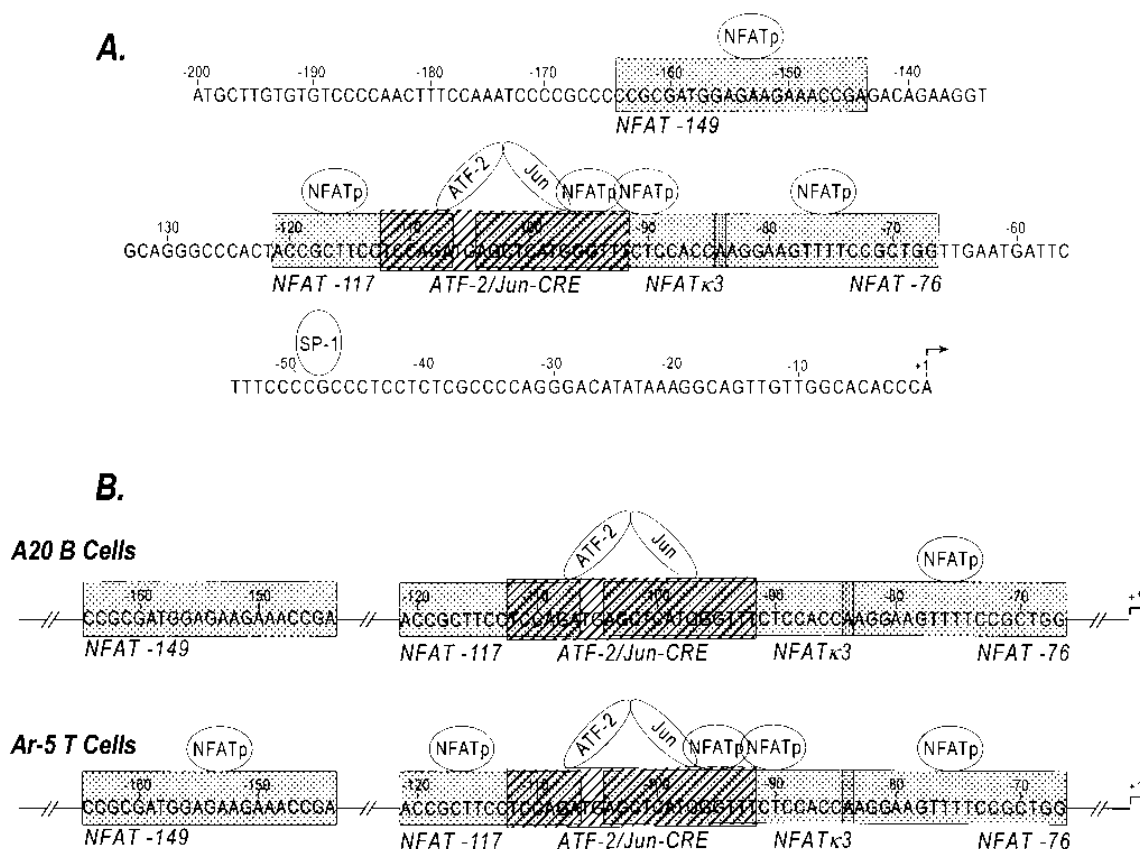 A.
NFATp
-200 -190 -180 -170 -160 -150 -140
ATGCTTGTGTGTCCCCAACTTTCCAAATCCCCGCCCCCGCGATGGAGAAGAAACCGAGACAGAAGGT
NFAT -149
NFATp ATF-2 Jun NFATp NFATp NFATp
130 -120 -110 -100 -90 -80 -70 -60
GCAGGGCCCACTACCGCTTCCTCCAGATGAGCTCATGGGTTTCTCCACCAAGGAAGTTTTCCGCTGGTTGAATGATTC
NFAT -117 ATF-2/Jun-CRE NFATκ3 NFAT -76
SP-1
-50 -40 -30 -20 -10 +1
TTTCCCCGCCCTCCTCTCGCCCCAGGGACATATAAAGGCAGTTGTTGGCACACCCA
B.
A20 B Cells
ATF-2 Jun NFATp
-160 -150 -120 -110 -100 -90 -80 -70
CCGCGATGGAGAAGAAACCGA ACCGCTTCCTCCAGATGAGCTCATGGGTTTCTCCACCAAGGAAGTTTTCCGCTGG
NFAT -149 NFAT -117 ATF-2/Jun-CRE NFATκ3 NFAT -76
Ar-5 T Cells
NFATp NFATp ATF-2 Jun NFATp NFATp NFATp
-160 -150 -120 -110 -100 -90 -80 -70
CCGCGATGGAGAAGAAACCGA ACCGCTTCCTCCAGATGAGCTCATGGGTTTCTCCACCAAGGAAGTTTTCCGCTGG
NFAT -149 NFAT -117 ATF-2/Jun-CRE NFATκ3 NFAT -76